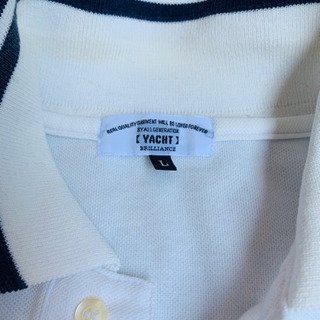 REAL QUALITY GARMENT WILL BE LOVED FOREVER
BY ALL GENERATION
[ YACHT ]
BRILLIANCE
L